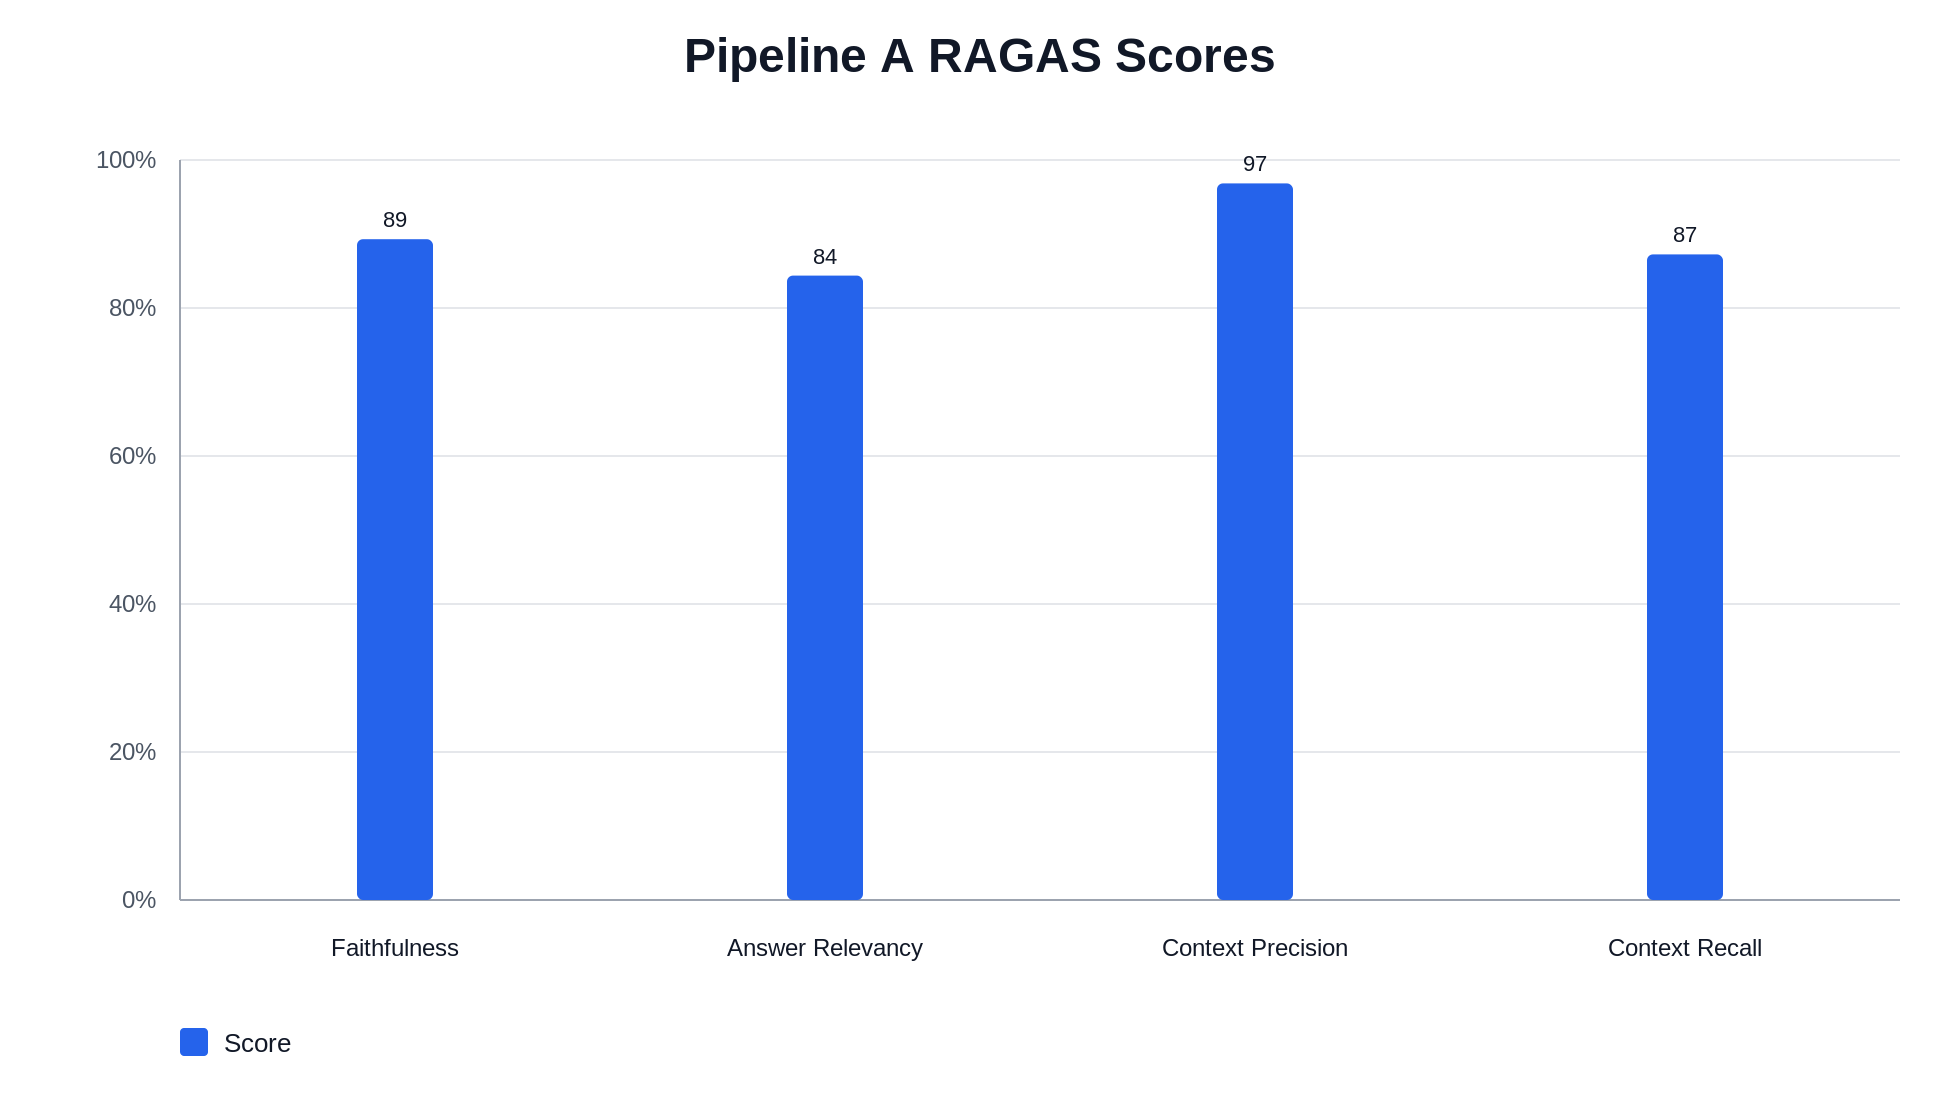 Pipeline A RAGAS Scores
100%
80%
60%
40%
20%
0%
89
84
97
87
Faithfulness
Answer Relevancy
Context Precision
Context Recall
Score